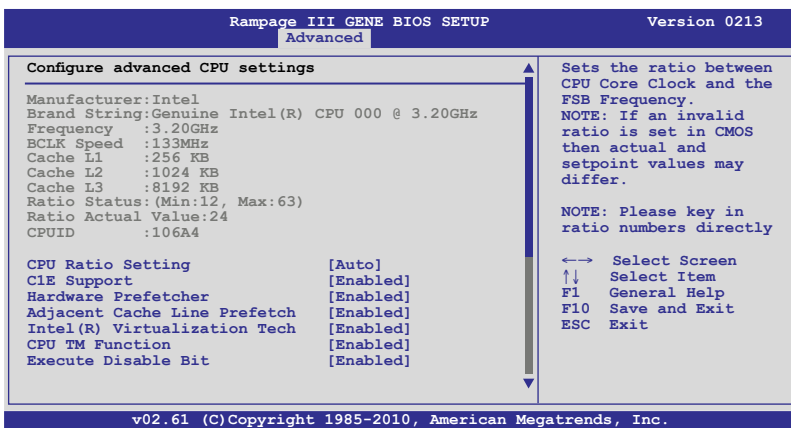 Rampage III GENE BIOS SETUP Version 0213
Advanced
Configure advanced CPU settings
Manufacturer:Intel
Brand String:Genuine Intel(R) CPU 000 @ 3.20GHz
Frequency :3.20GHz
BCLK Speed :133MHz
Cache L1 :256 KB
Cache L2 :1024 KB
Cache L3 :8192 KB
Ratio Status:(Min:12, Max:63)
Ratio Actual Value:24
CPUID :106A4
CPU Ratio Setting [Auto]
C1E Support [Enabled]
Hardware Prefetcher [Enabled]
Adjacent Cache Line Prefetch [Enabled]
Intel(R) Virtualization Tech [Enabled]
CPU TM Function [Enabled]
Execute Disable Bit [Enabled]
Sets the ratio between
CPU Core Clock and the
FSB Frequency.
NOTE: If an invalid
ratio is set in CMOS
then actual and
setpoint values may
differ.
NOTE: Please key in
ratio numbers directly
←→ Select Screen
↑↓ Select Item
F1 General Help
F10 Save and Exit
ESC Exit
v02.61 (C)Copyright 1985-2010, American Megatrends, Inc.